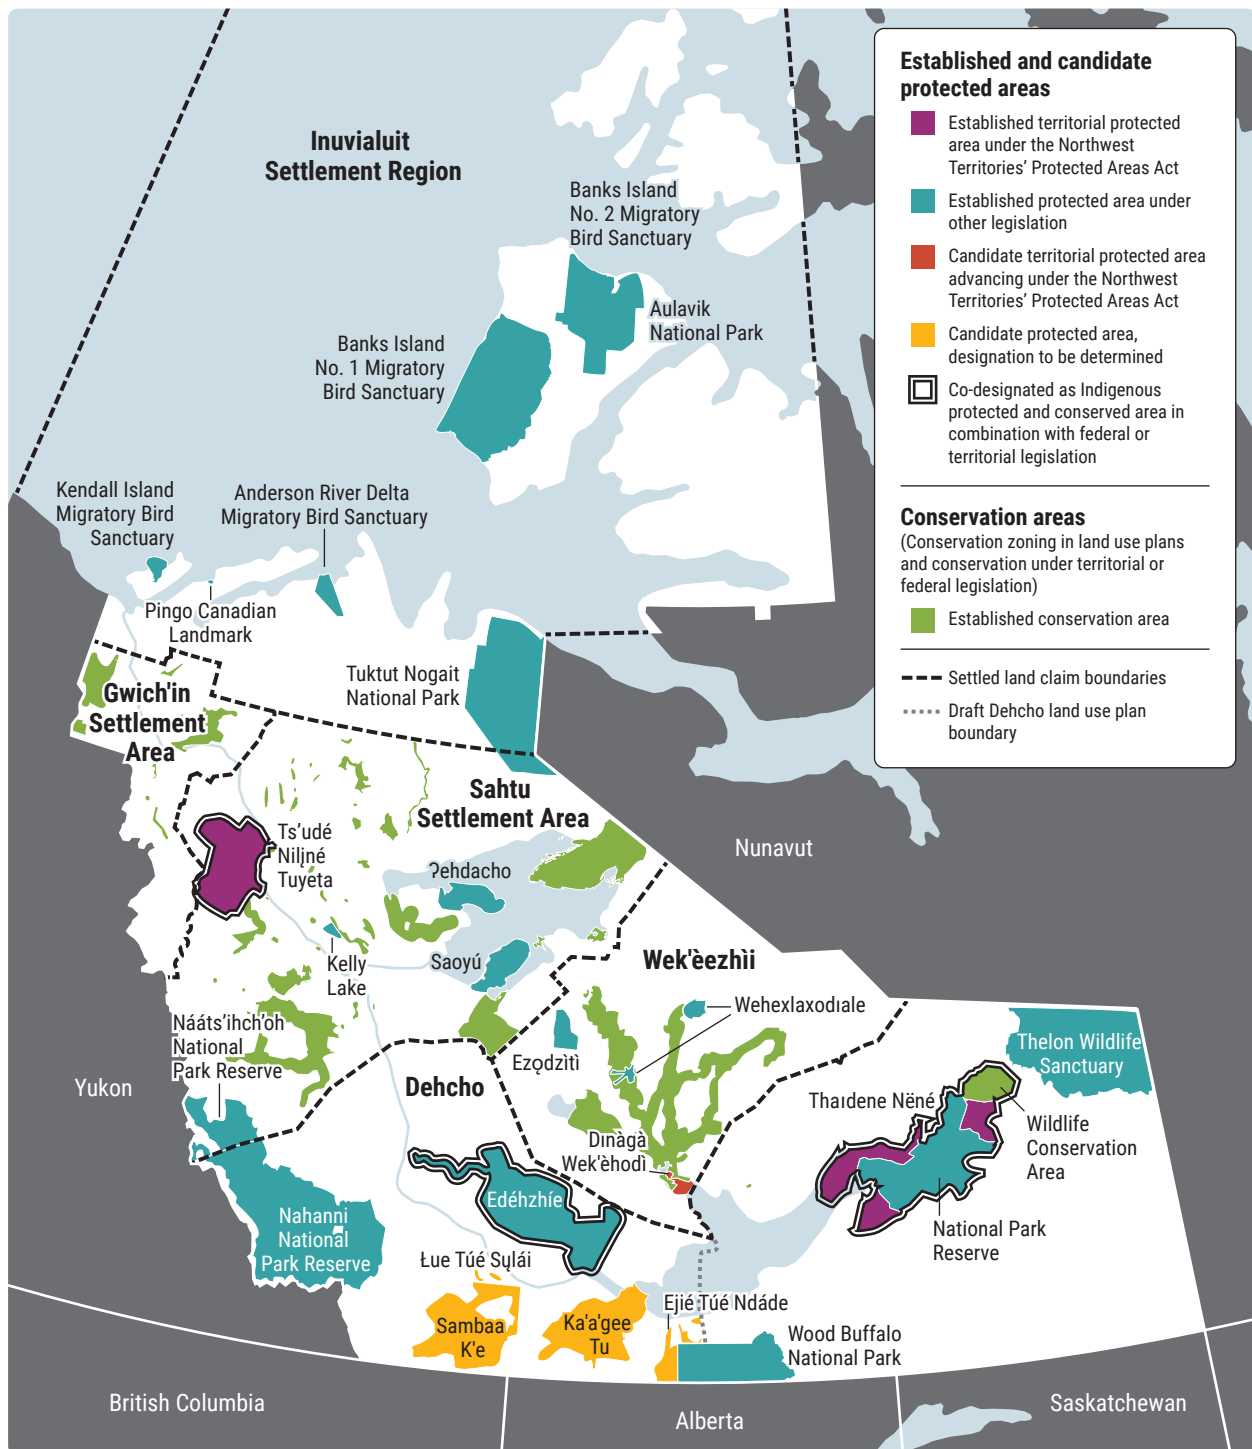 Established and candidate
protected areas
Established territorial protected
area under the Northwest
Territories' Protected Areas Act
Established protected area under
other legislation
Candidate territorial protected area
advancing under the Northwest
Territories' Protected Areas Act
Candidate protected area,
designation to be determined
Co-designated as Indigenous
protected and conserved area in
combination with federal or
territorial legislation
Conservation areas
(Conservation zoning in land use plans
and conservation under territorial or
federal legislation)
Established conservation area
Settled land claim boundaries
Draft Dehcho land use plan
boundary
Inuvialuit
Settlement Region
Banks Island
No. 2 Migratory
Bird Sanctuary
Aulavik
National Park
Banks Island
No. 1 Migratory
Bird Sanctuary
Kendall Island
Migratory Bird
Sanctuary
Anderson River Delta
Migratory Bird Sanctuary
Pingo Canadian
Landmark
Tuktut Nogait
National Park
Gwich'in
Settlement
Area
Sahtu
Settlement Area
Ts'udé
Nilįné
Tuyeta
Ɂehdacho
Nunavut
Kelly
Lake
Saoyú
Wek'èezhìi
Wehexlaxodıale
Nááts'ihch'oh
National
Park Reserve
Ezǫdzìtì
Thelon Wildlife
Sanctuary
Yukon
Dehcho
Thaıdene Nëné
Wildlife
Conservation
Area
Dınàgà
Wek'èhodì
Edéhzhíe
Nahanni
National
Park Reserve
National Park
Reserve
Łue Túé Sųlái
Ejié Túé Ndáde
Sambaa
K'e
Ka'a'gee
Tu
Wood Buffalo
National Park
British Columbia
Alberta
Saskatchewan